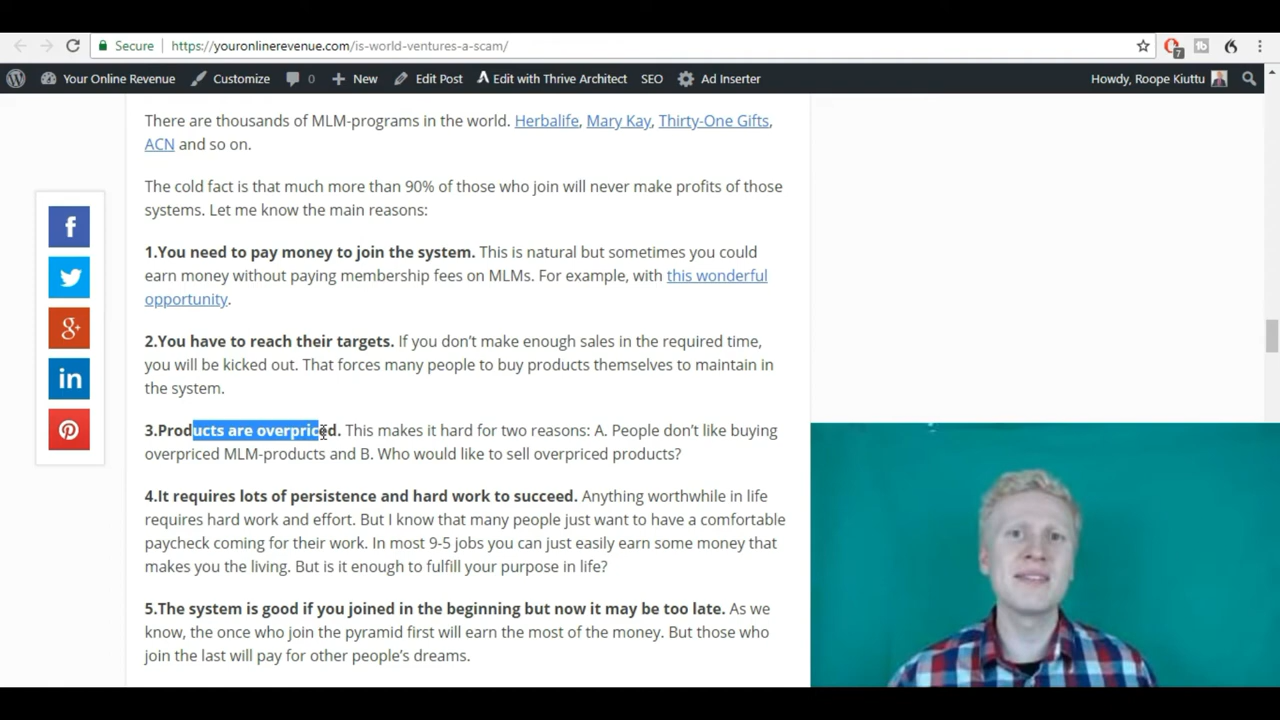 Secure https://youronlinerevenue.com/is-world-ventures-a-scam/
7
Your Online Revenue Customize 0 New Edit Post Edit with Thrive Architect SEO Ad Inserter Howdy, Roope Kiuttu
There are thousands of MLM-programs in the world. Herbalife, Mary Kay, Thirty-One Gifts,
ACN and so on.
The cold fact is that much more than 90% of those who join will never make profits of those
systems. Let me know the main reasons:
1.You need to pay money to join the system. This is natural but sometimes you could
earn money without paying membership fees on MLMs. For example, with this wonderful
opportunity.
2.You have to reach their targets. If you don’t make enough sales in the required time,
you will be kicked out. That forces many people to buy products themselves to maintain in
the system.
3.Products are overpriced. This makes it hard for two reasons: A. People don’t like buying
overpriced MLM-products and B. Who would like to sell overpriced products?
4.It requires lots of persistence and hard work to succeed. Anything worthwhile in life
requires hard work and effort. But I know that many people just want to have a comfortable
paycheck coming for their work. In most 9-5 jobs you can just easily earn some money that
makes you the living. But is it enough to fulfill your purpose in life?
5.The system is good if you joined in the beginning but now it may be too late. As we
know, the once who join the pyramid first will earn the most of the money. But those who
join the last will pay for other people’s dreams.